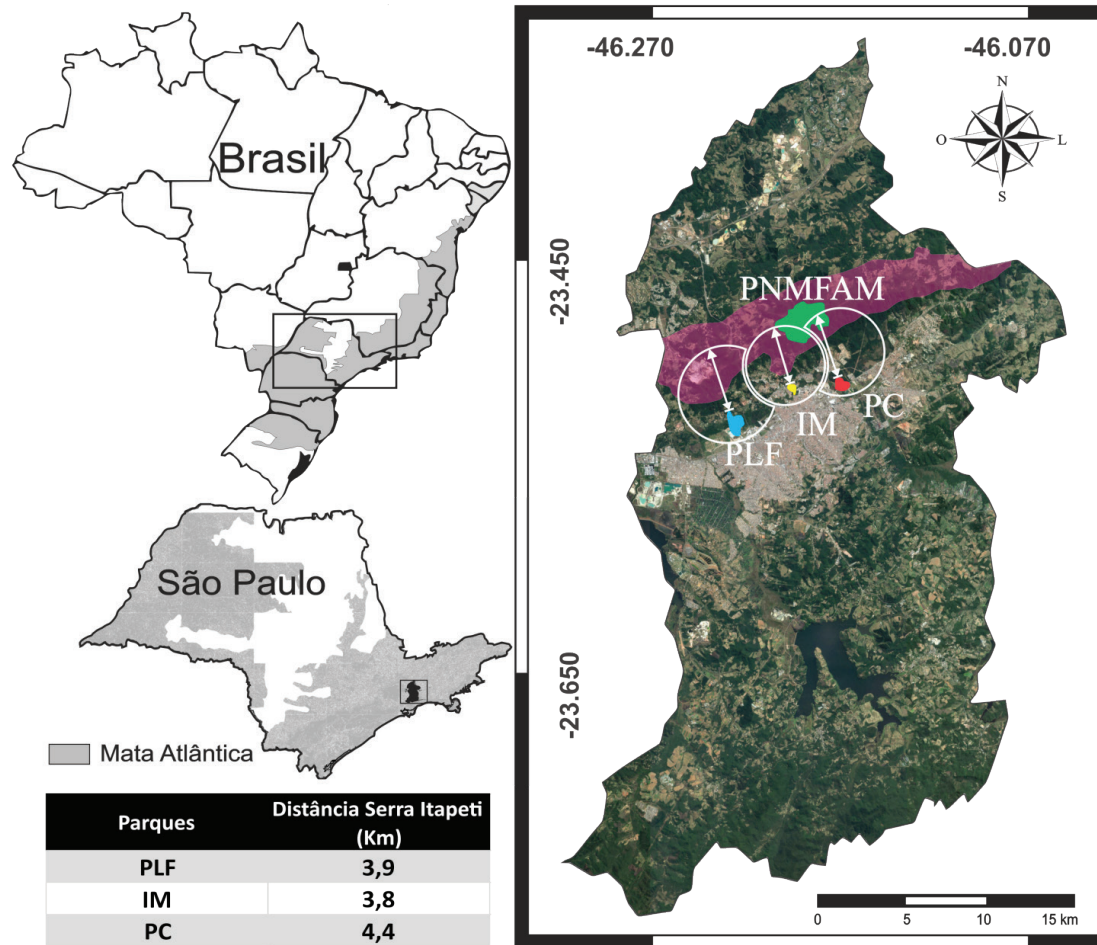 Brasil
São Paulo
Mata Atlântica
Parques Distância Serra Itapeti (Km)
PLF 3,9
IM 3,8
PC 4,4
-46.270 -46.070
N
O L
S
-23.450
-23.650
PNMFAM
PC
IM
PLF
0 5 10 15 km